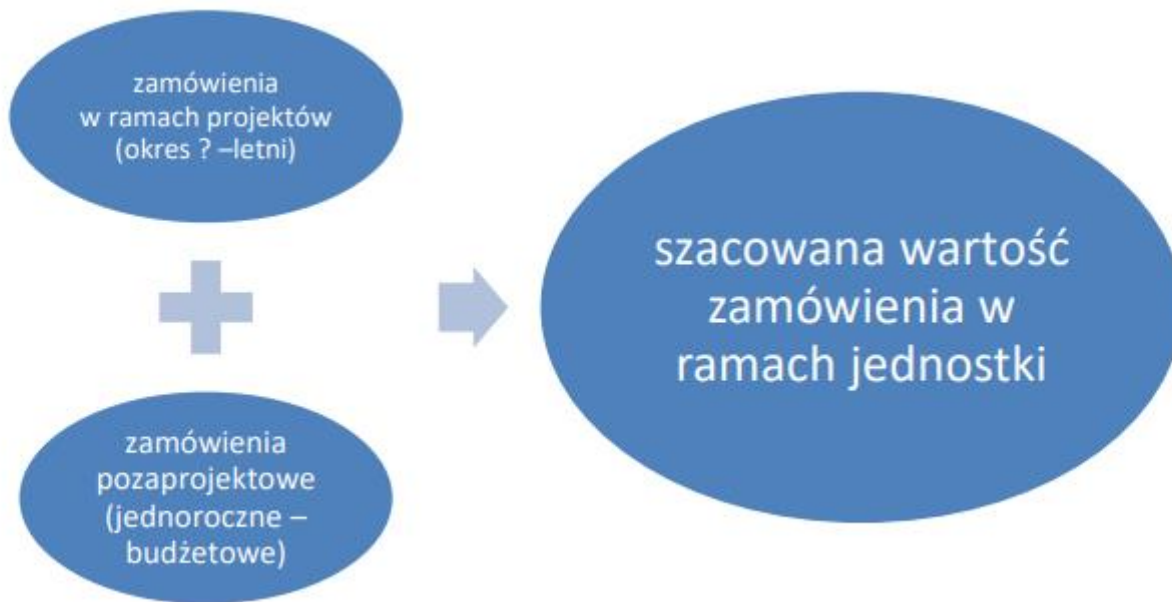 zamówienia
w ramach projektów
(okres ? –letni)
zamówienia
pozaprojektowe
(jednoroczne –
budżetowe)
szacowana wartość
zamówienia w
ramach jednostki